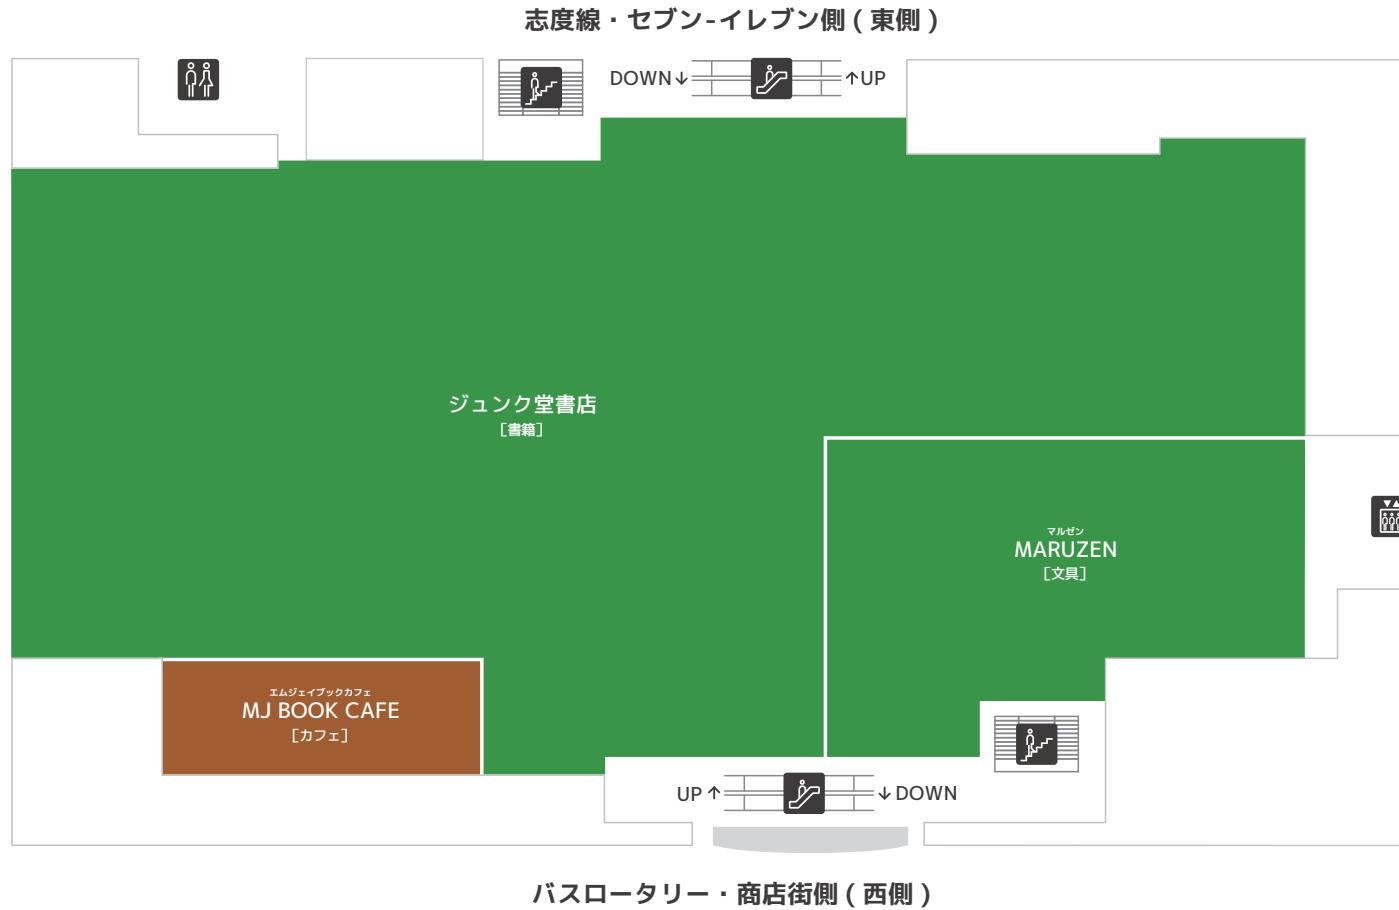 志度線・セブン-イレブン側 ( 東側 )
DOWN↓
↑UP
ジュンク堂書店
［書籍］
マルゼン
MARUZEN
［文具］
エムジェイブックカフェ
MJ BOOK CAFE
［カフェ］
UP ↑
↓DOWN
バスロータリー・商店街側 ( 西側 )